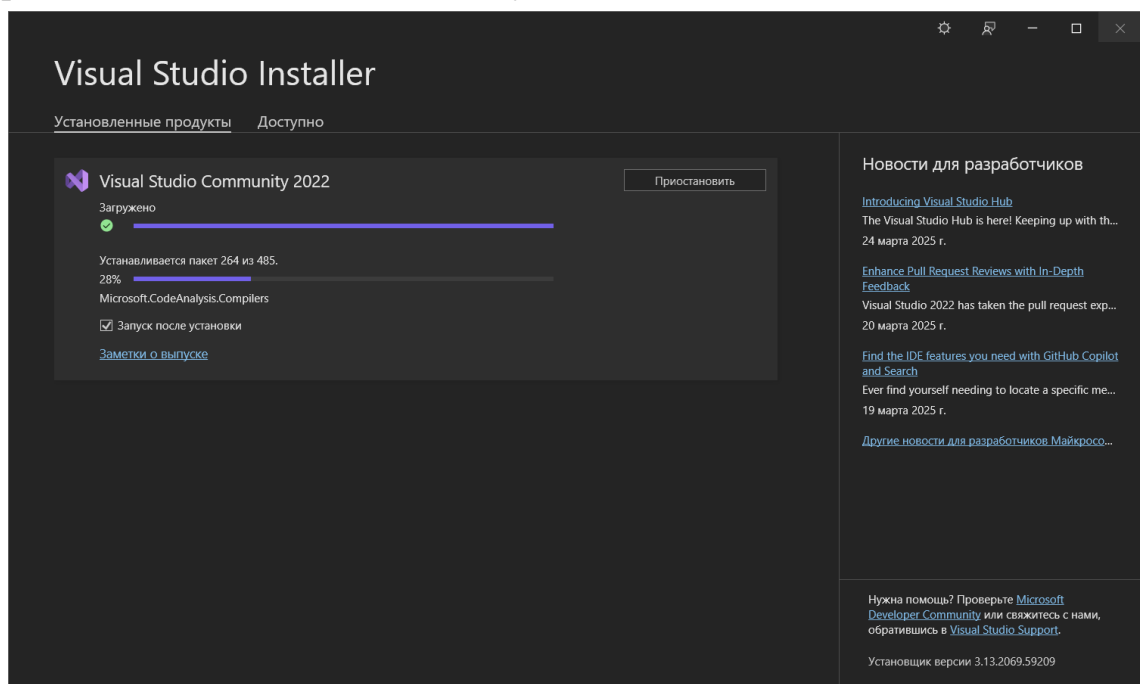 Visual Studio Installer
Установленные продукты Доступно
Visual Studio Community 2022
Приостановить
Загружено
Устанавливается пакет 264 из 485.
28%
Microsoft.CodeAnalysis.Compilers
Запуск после установки
Заметки о выпуске
Новости для разработчиков
Introducing Visual Studio Hub
The Visual Studio Hub is here! Keeping up with th...
24 марта 2025 г.
Enhance Pull Request Reviews with In-Depth
Feedback
Visual Studio 2022 has taken the pull request exp...
20 марта 2025 г.
Find the IDE features you need with GitHub Copilot
and Search
Ever find yourself needing to locate a specific me...
19 марта 2025 г.
Другие новости для разработчиков Майкросо...
Нужна помощь? Проверьте Microsoft
Developer Community или свяжитесь с нами,
обратившись в Visual Studio Support.
Установщик версии 3.13.2069.59209